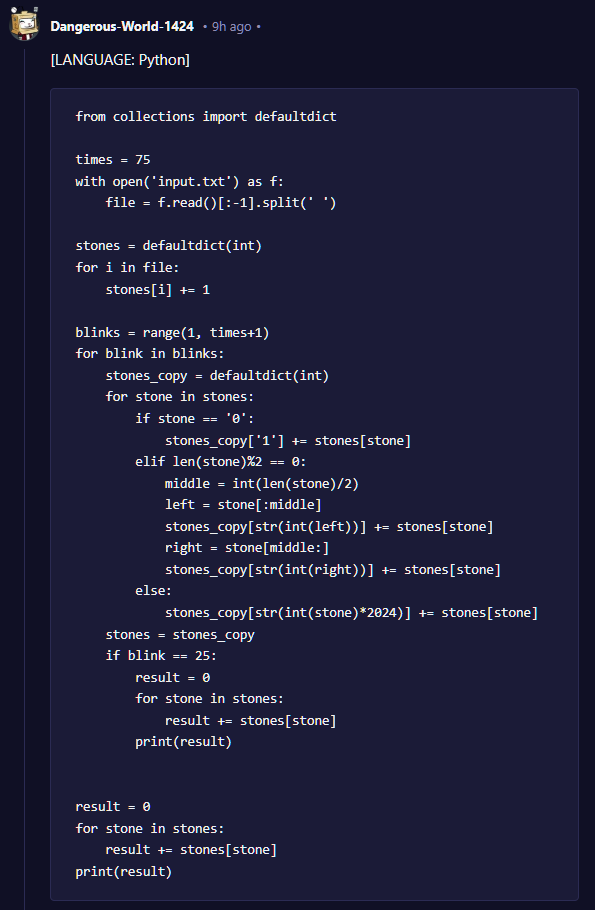 Dangerous-World-1424 • 9h ago •
[LANGUAGE: Python]
from collections import defaultdict

times = 75
with open('input.txt') as f:
    file = f.read()[:-1].split(' ')

stones = defaultdict(int)
for i in file:
    stones[i] += 1

blinks = range(1, times+1)
for blink in blinks:
    stones_copy = defaultdict(int)
    for stone in stones:
        if stone == '0':
            stones_copy['1'] += stones[stone]
        elif len(stone)%2 == 0:
            middle = int(len(stone)/2)
            left = stone[:middle]
            stones_copy[str(int(left))] += stones[stone]
            right = stone[middle:]
            stones_copy[str(int(right))] += stones[stone]
        else:
            stones_copy[str(int(stone)*2024)] += stones[stone]
    stones = stones_copy
    if blink == 25:
        result = 0
        for stone in stones:
            result += stones[stone]
        print(result)


result = 0
for stone in stones:
    result += stones[stone]
print(result)